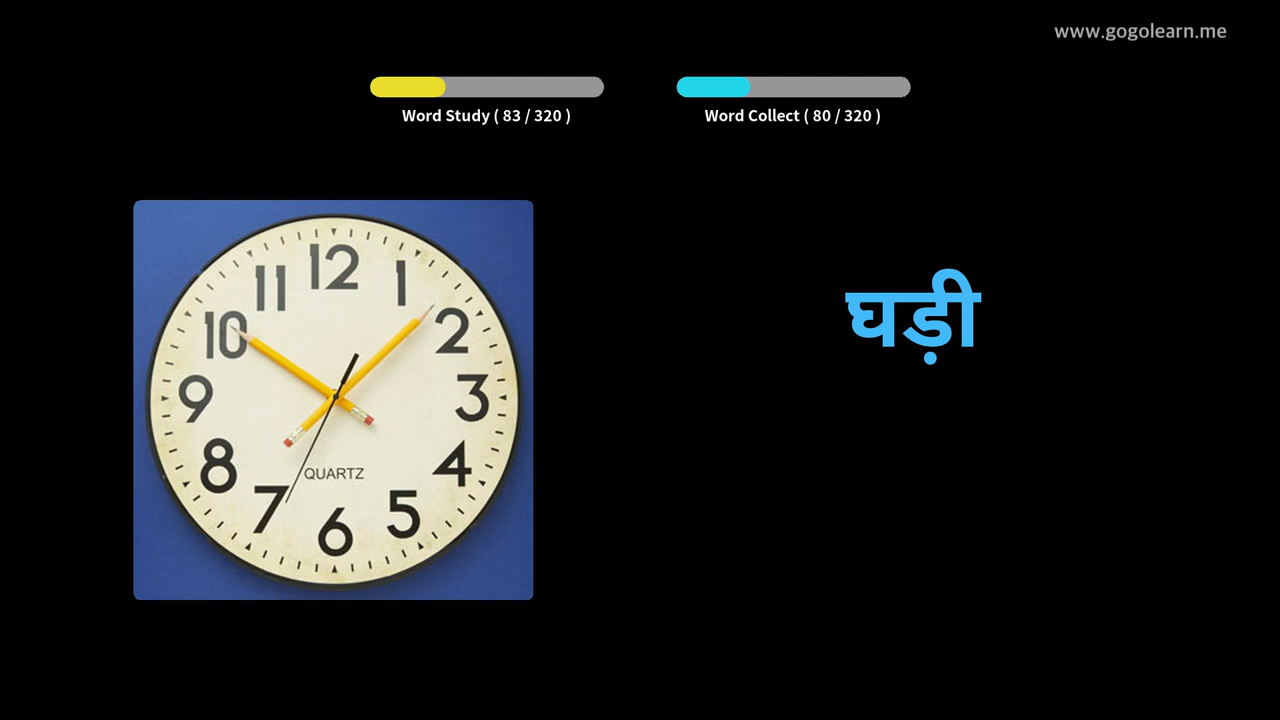 www.gogolearn.me
Word Study ( 83 / 320 )
Word Collect ( 80 / 320 )
12
11
1
10
2
9
3
8
4
QUARTZ
7
5
6
घड़ी